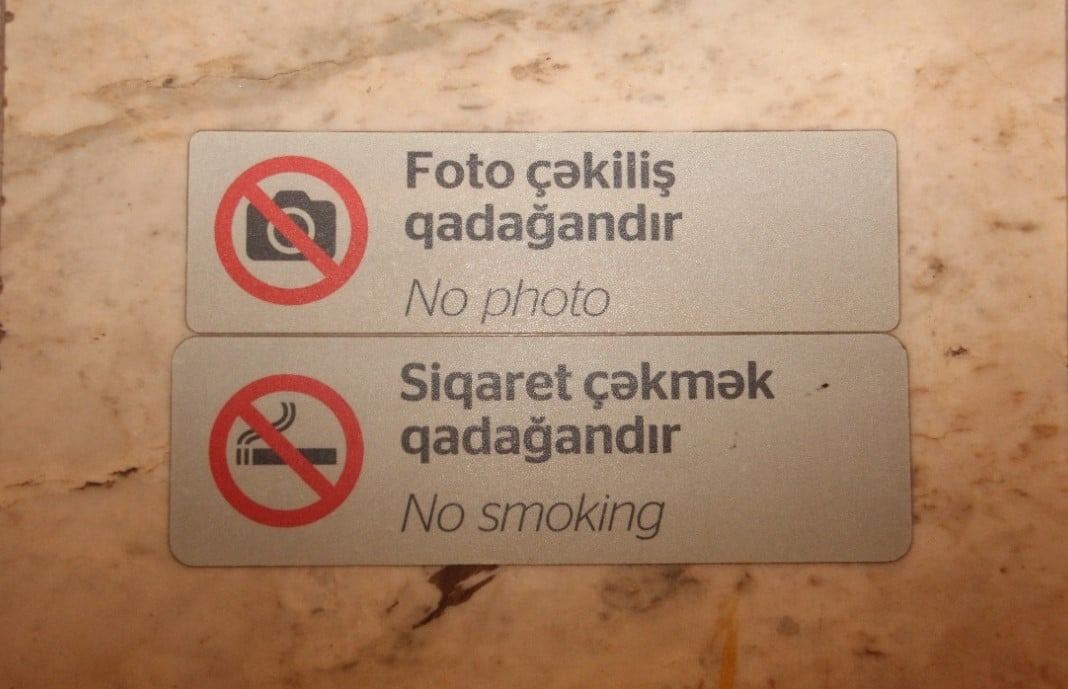 Foto çəkiliş
qadağandır
No photo
Siqaret çəkmək
qadağandır
No smoking